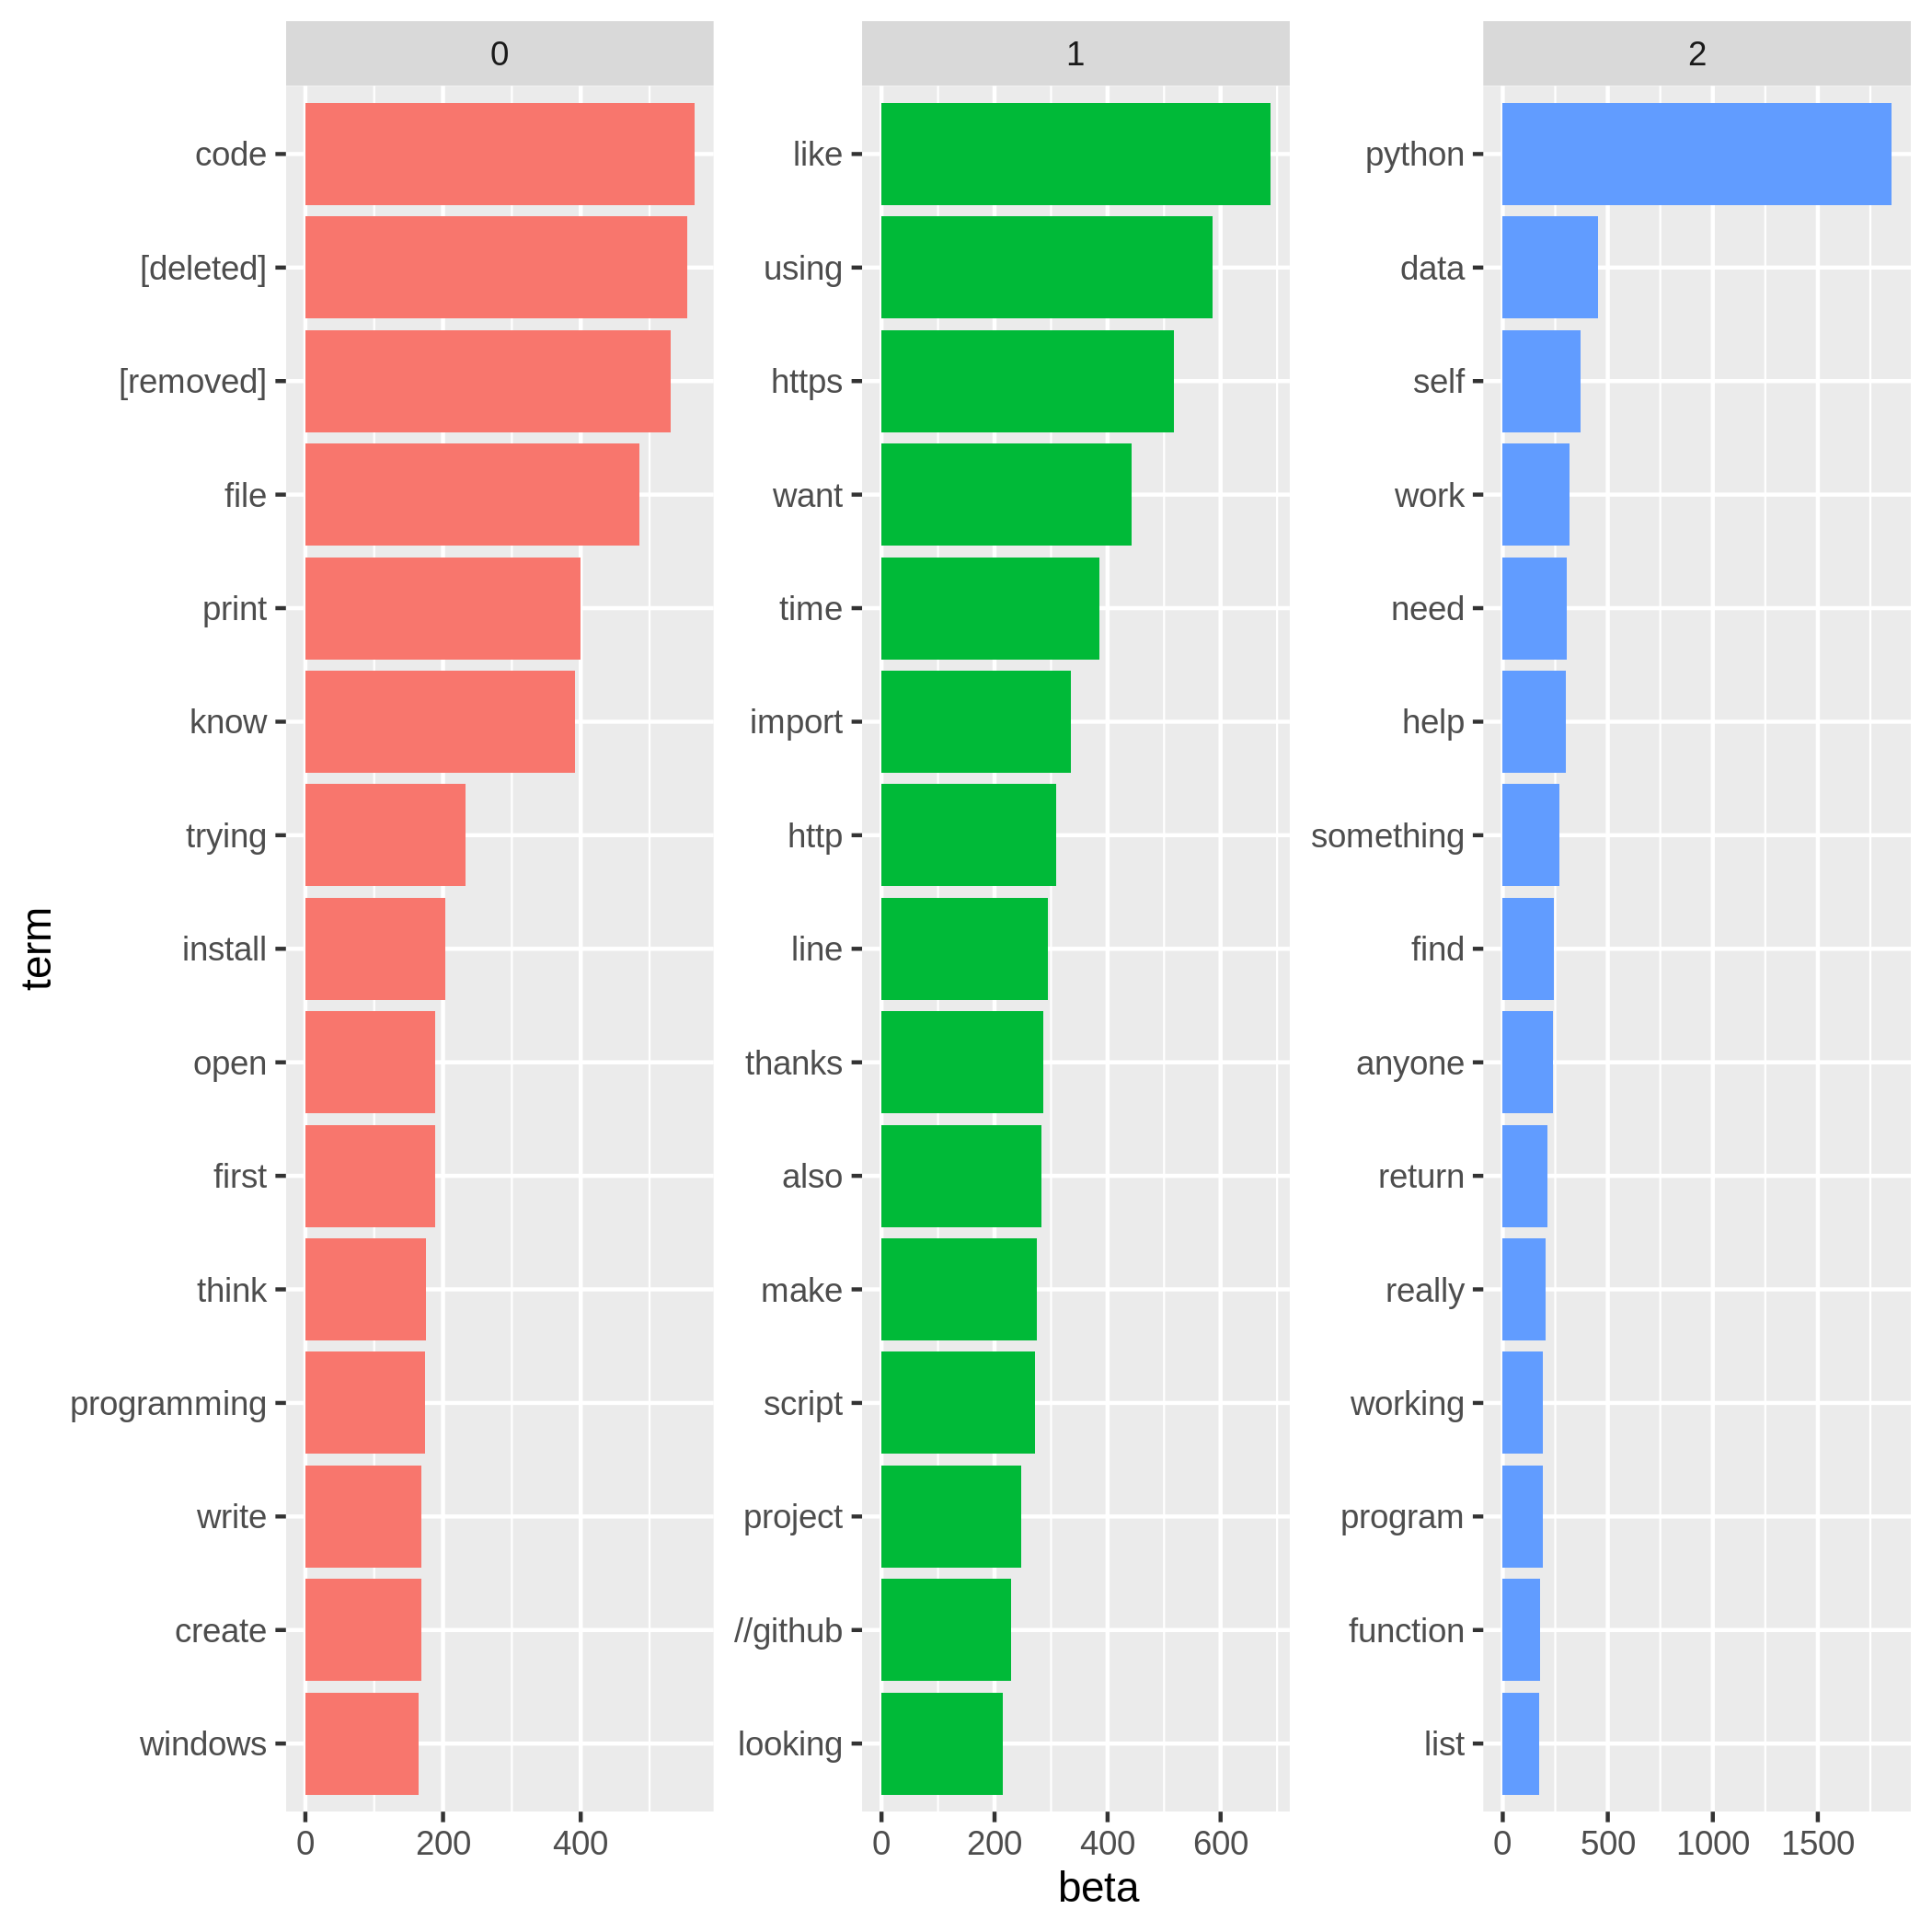 0
1
2
code
[deleted]
[removed]
file
print
know
trying
install
open
first
think
programming
write
create
windows
like
using
https
want
time
import
http
line
thanks
also
make
script
project
//github
looking
python
data
self
work
need
help
something
find
anyone
return
really
working
program
function
list
term
0 200 400
0 200 400 600
0 500 1000 1500
beta